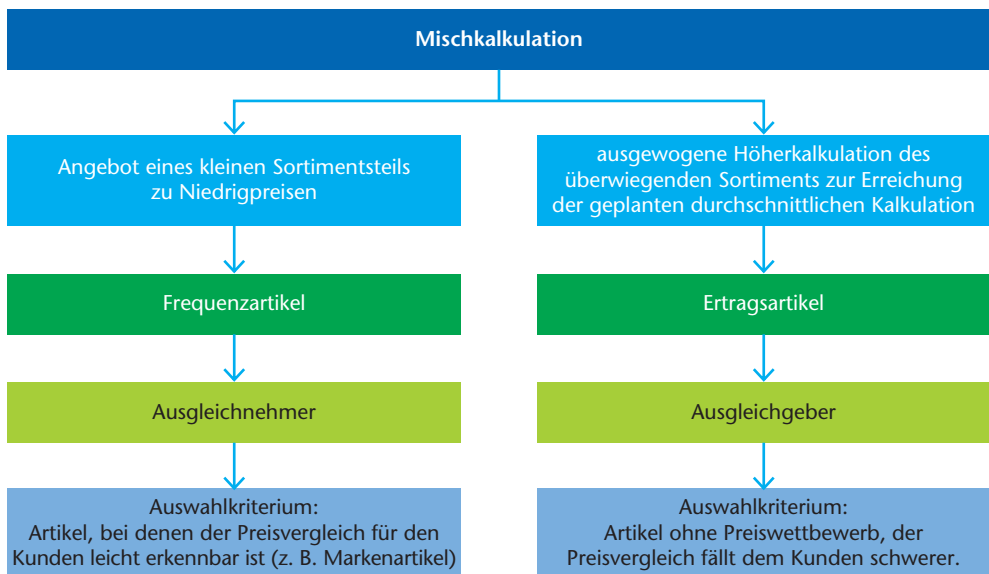 Mischkalkulation
Angebot eines kleinen Sortimentsteils
zu Niedrigpreisen
ausgewogene Höherkalkulation des
überwiegenden Sortiments zur Erreichung
der geplanten durchschnittlichen Kalkulation
Frequenzartikel
Ertragsartikel
Ausgleichnehmer
Ausgleichgeber
Auswahlkriterium:
Artikel, bei denen der Preisvergleich für den
Kunden leicht erkennbar ist (z. B. Markenartikel)
Auswahlkriterium:
Artikel ohne Preiswettbewerb, der
Preisvergleich fällt dem Kunden schwerer.